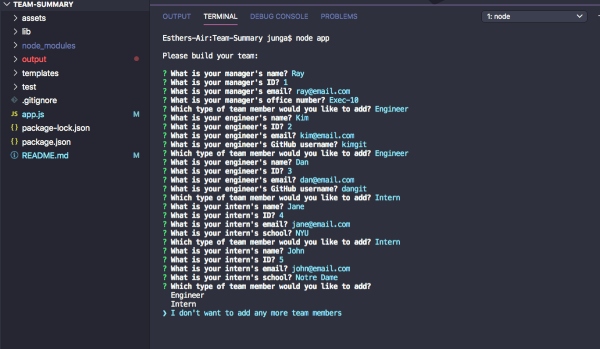 TEAM-SUMMARY
assets
lib
node_modules
output
templates
test
.gitignore
JS app.js M
{} package-lock.json
{} package.json
README.md M
OUTPUT TERMINAL DEBUG CONSOLE PROBLEMS 1: node
Esthers-Air:Team-Summary junga$ node app
Please build your team:
? What is your manager's name? Ray
? What is your manager's ID? 1
? What is your manager's email? ray@email.com
? What is your manager's office number? Exec-10
? Which type of team member would you like to add? Engineer
? What is your engineer's name? Kim
? What is your engineer's ID? 2
? What is your engineer's email? kim@email.com
? What is your engineer's GitHub username? kimgit
? Which type of team member would you like to add? Engineer
? What is your engineer's name? Dan
? What is your engineer's ID? 3
? What is your engineer's email? dan@email.com
? What is your engineer's GitHub username? dangit
? Which type of team member would you like to add? Intern
? What is your intern's name? Jane
? What is your intern's ID? 4
? What is your intern's email? jane@email.com
? What is your intern's school? NYU
? Which type of team member would you like to add? Intern
? What is your intern's name? John
? What is your intern's ID? 5
? What is your intern's email? john@email.com
? What is your intern's school? Notre Dame
? Which type of team member would you like to add?
Engineer
Intern
❯ I don't want to add any more team members